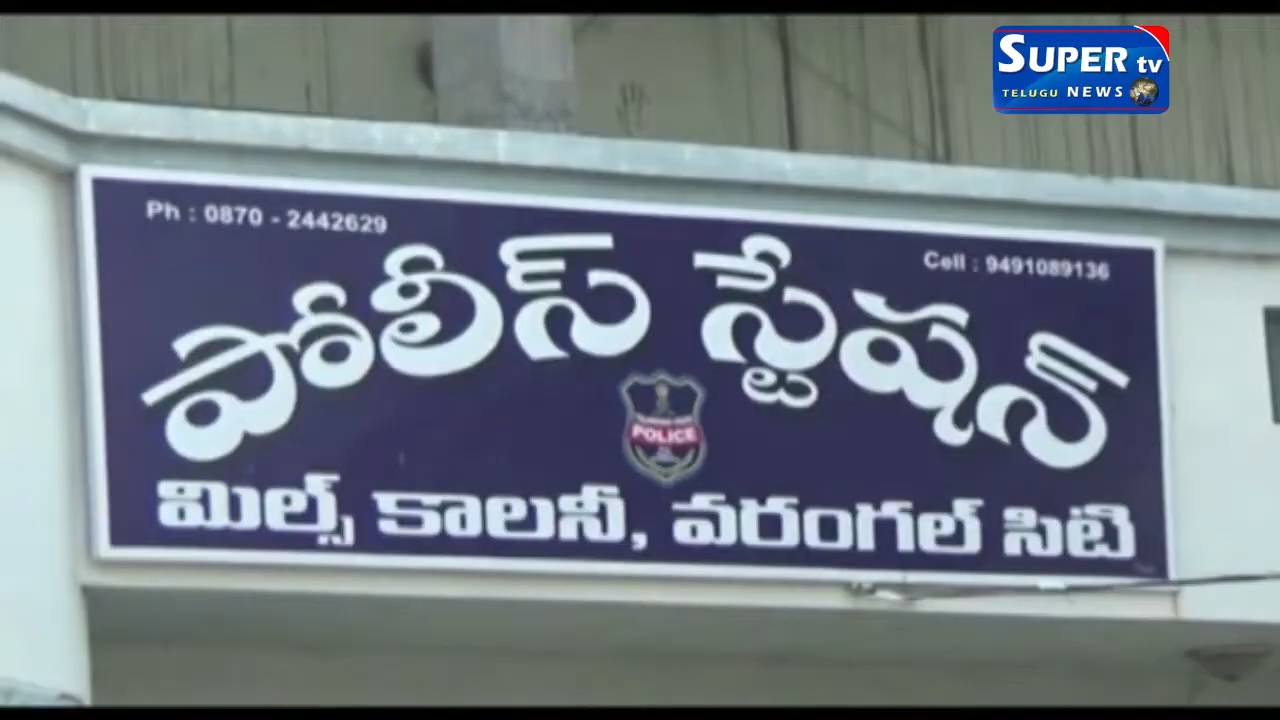 SUPER tv
TELUGU NEWS
Ph : 0870 - 2442629
Cell : 9491089136
పోలీస్ స్టేషన్
POLICE
మిల్స్ కాలనీ, వరంగల్ సిటి